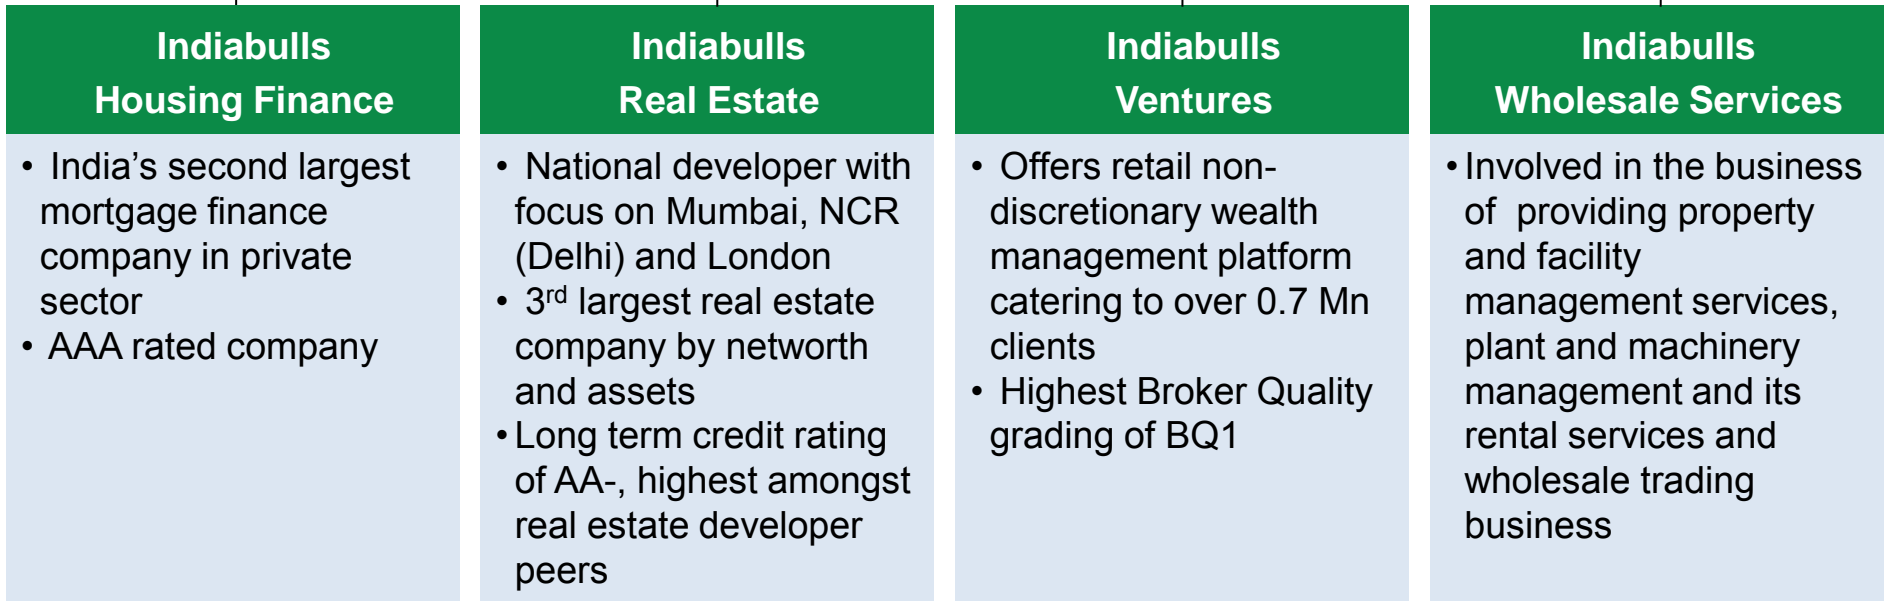 Indiabulls
Housing Finance
• India’s second largest
mortgage finance
company in private
sector
• AAA rated company
Indiabulls
Real Estate
• National developer with
focus on Mumbai, NCR
(Delhi) and London
• 3rd largest real estate
company by networth
and assets
• Long term credit rating
of AA-, highest amongst
real estate developer
peers
Indiabulls
Ventures
• Offers retail non-
discretionary wealth
management platform
catering to over 0.7 Mn
clients
• Highest Broker Quality
grading of BQ1
Indiabulls
Wholesale Services
• Involved in the business
of providing property
and facility
management services,
plant and machinery
management and its
rental services and
wholesale trading
business